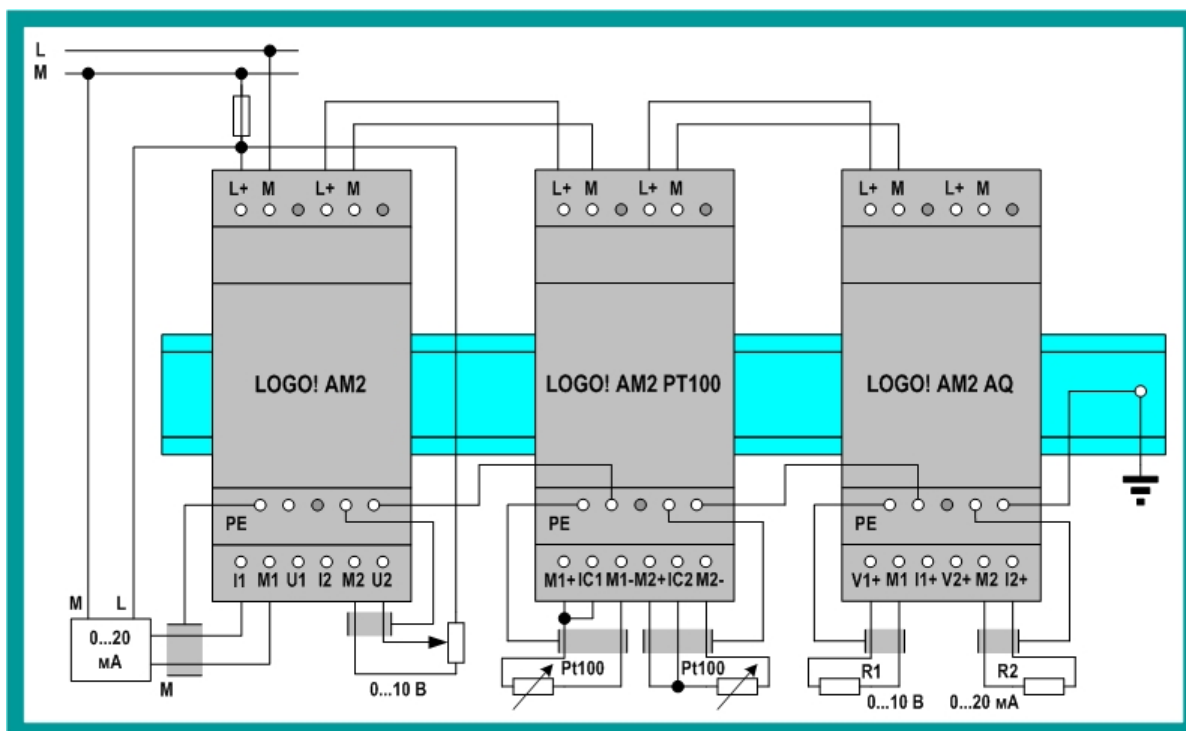 L
M
L+ M L+ M
L+ M L+ M
L+ M L+ M
LOGO! AM2
LOGO! AM2 PT100
LOGO! AM2 AQ
PE
PE
PE
I1 M1 U1 I2 M2 U2
M1+ IC1 M1- M2+ IC2 M2-
V1+ M1 I1+ V2+ M2 I2+
M L
0...20
мА
M
0...10 В
Pt100
Pt100
R1
0...10 В
R2
0...20 мА